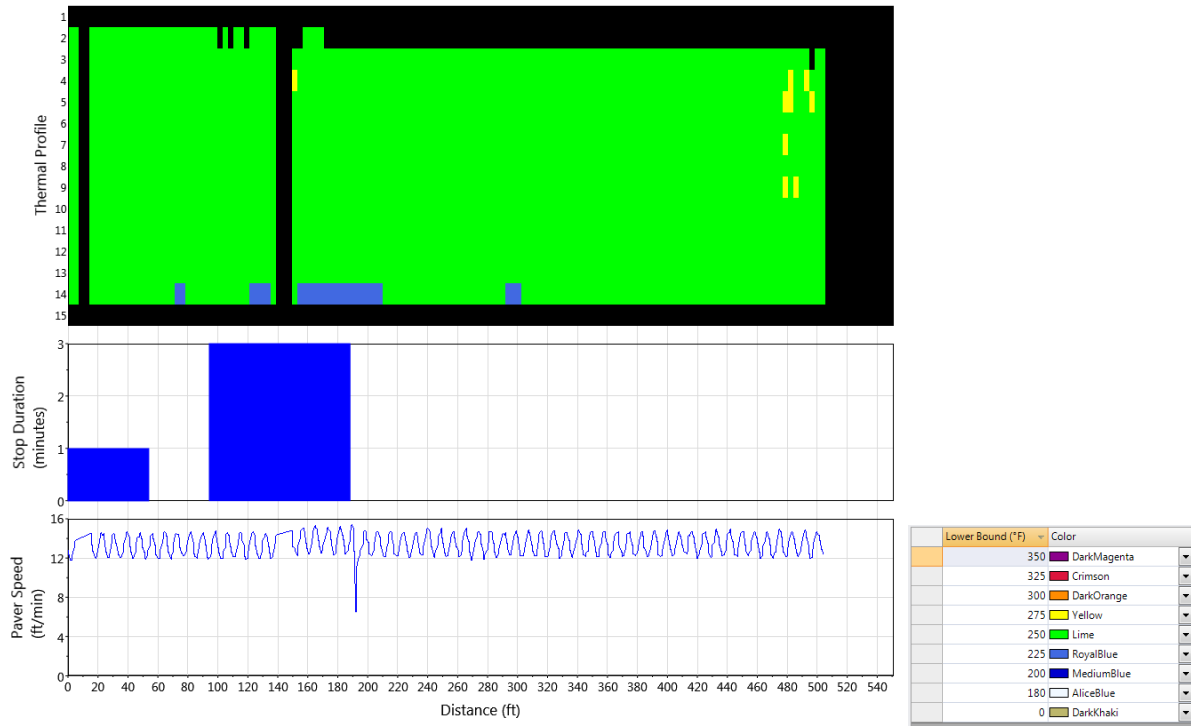 1
2
3
4
5
6
7
8
9
10
11
12
13
14
15
Thermal Profile
3
2
1
0
Stop Duration
(minutes)
16
12
8
4
0
Paver Speed
(ft/min)
0 20 40 60 80 100 120 140 160 180 200 220 240 260 280 300 320 340 360 380 400 420 440 460 480 500 520 540
Distance (ft)
Lower Bound (°F) Color
350 DarkMagenta
325 Crimson
300 DarkOrange
275 Yellow
250 Lime
225 RoyalBlue
200 MediumBlue
180 AliceBlue
0 DarkKhaki